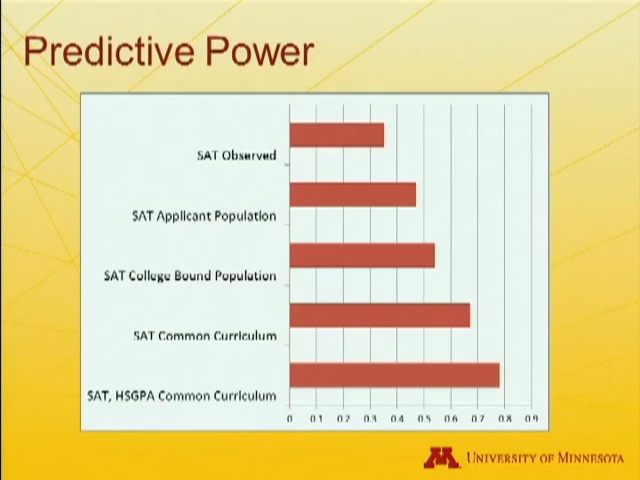 Predictive Power
SAT Observed
SAT Applicant Population
SAT College Bound Population
SAT Common Curriculum
SAT, HSGPA Common Curriculum
0 0.1 0.2 0.3 0.4 0.5 0.6 0.7 0.8 0.9
M UNIVERSITY OF MINNESOTA